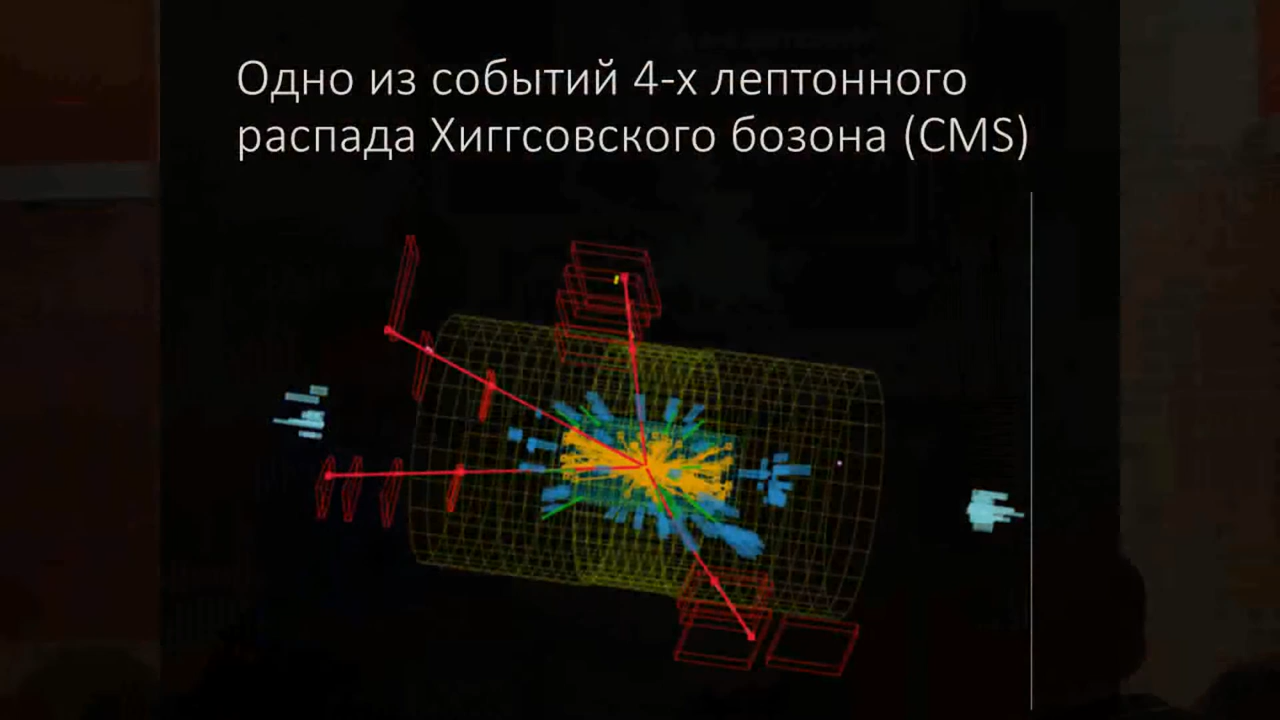 Одно из событий 4-х лептонного
распада Хиггсовского бозона (CMS)